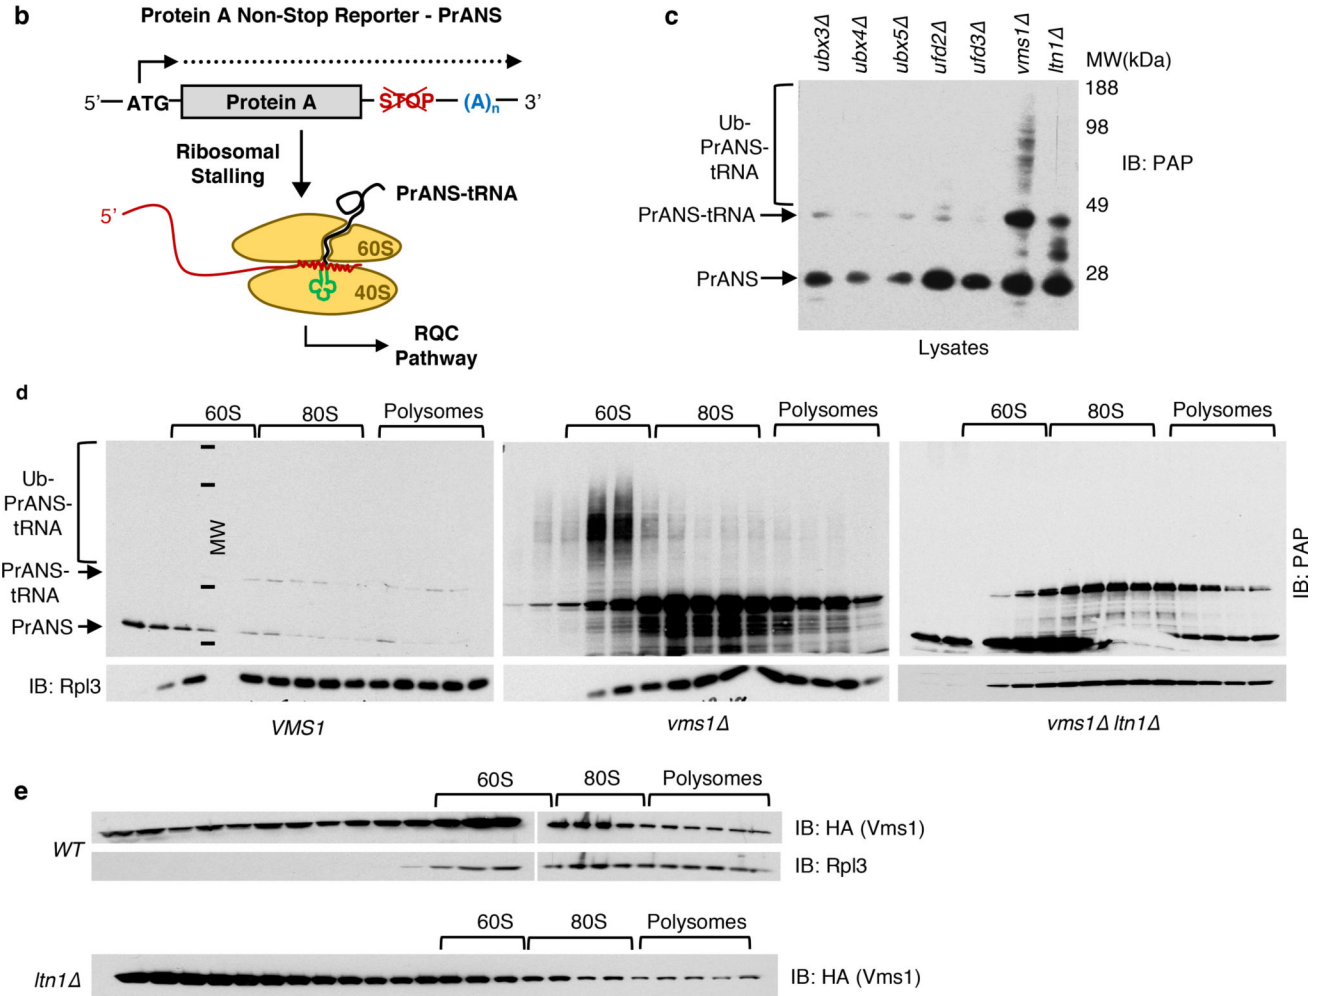 b
Protein A Non-Stop Reporter - PrANS
5'
ATG
Protein A
STOP
(A)n
3'
Ribosomal
Stalling
PrANS-tRNA
5'
60S
40S
RQC
Pathway
c
ubx3Δ
ubx4Δ
ubx5Δ
ufd2Δ
ufd3Δ
vms1Δ
ltn1Δ
MW(kDa)
188
98
49
28
IB: PAP
Ub-
PrANS-
tRNA
PrANS-tRNA
PrANS
Lysates
d
60S 80S Polysomes
60S 80S Polysomes
60S 80S Polysomes
Ub-
PrANS-
tRNA
MW
PrANS-
tRNA
PrANS
IB: PAP
IB: Rpl3
VMS1
vms1Δ
vms1Δ ltn1Δ
e
60S 80S Polysomes
WT
IB: HA (Vms1)
IB: Rpl3
60S 80S Polysomes
ltn1Δ
IB: HA (Vms1)